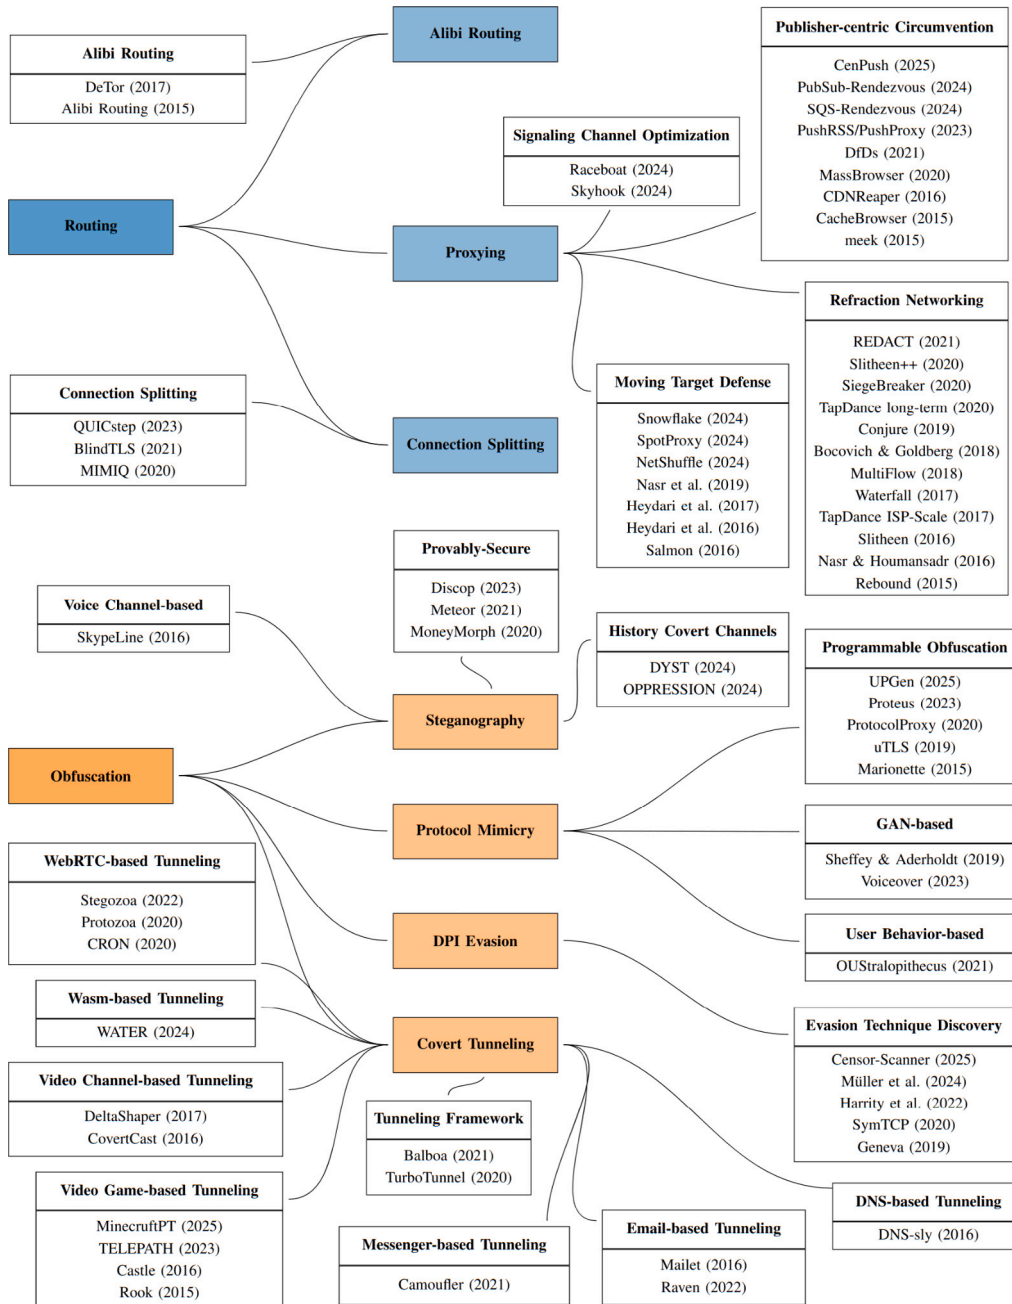 Alibi Routing
DeTor (2017)
Alibi Routing (2015)
Alibi Routing
Publisher-centric Circumvention
CenPush (2025)
PubSub-Rendezvous (2024)
SQS-Rendezvous (2024)
PushRSS/PushProxy (2023)
DfDs (2021)
MassBrowser (2020)
CDNReaper (2016)
CacheBrowser (2015)
meek (2015)
Signaling Channel Optimization
Raceboat (2024)
Skyhook (2024)
Routing
Proxying
Refraction Networking
REDACT (2021)
Slitheen++ (2020)
SiegeBreaker (2020)
TapDance long-term (2020)
Conjure (2019)
Bocovich & Goldberg (2018)
MultiFlow (2018)
Waterfall (2017)
TapDance ISP-Scale (2017)
Slitheen (2016)
Nasr & Houmansadr (2016)
Rebound (2015)
Connection Splitting
QUICstep (2023)
BlindTLS (2021)
MIMIQ (2020)
Connection Splitting
Moving Target Defense
Snowflake (2024)
SpotProxy (2024)
NetShuffle (2024)
Nasr et al. (2019)
Heydari et al. (2017)
Heydari et al. (2016)
Salmon (2016)
Provably-Secure
Discop (2023)
Meteor (2021)
MoneyMorph (2020)
Voice Channel-based
SkypeLine (2016)
History Covert Channels
DYST (2024)
OPPRESSION (2024)
Programmable Obfuscation
UPGen (2025)
Proteus (2023)
ProtocolProxy (2020)
uTLS (2019)
Marionette (2015)
Steganography
Obfuscation
Protocol Mimicry
GAN-based
Sheffey & Aderholdt (2019)
Voiceover (2023)
WebRTC-based Tunneling
Stegozoa (2022)
Protozoa (2020)
CRON (2020)
DPI Evasion
User Behavior-based
OUStralopithecus (2021)
Wasm-based Tunneling
WATER (2024)
Covert Tunneling
Evasion Technique Discovery
Censor-Scanner (2025)
Müller et al. (2024)
Harrity et al. (2022)
SymTCP (2020)
Geneva (2019)
Video Channel-based Tunneling
DeltaShaper (2017)
CovertCast (2016)
Tunneling Framework
Balboa (2021)
TurboTunnel (2020)
Video Game-based Tunneling
MinecruftPT (2025)
TELEPATH (2023)
Castle (2016)
Rook (2015)
Messenger-based Tunneling
Camoufler (2021)
Email-based Tunneling
Mailet (2016)
Raven (2022)
DNS-based Tunneling
DNS-sly (2016)